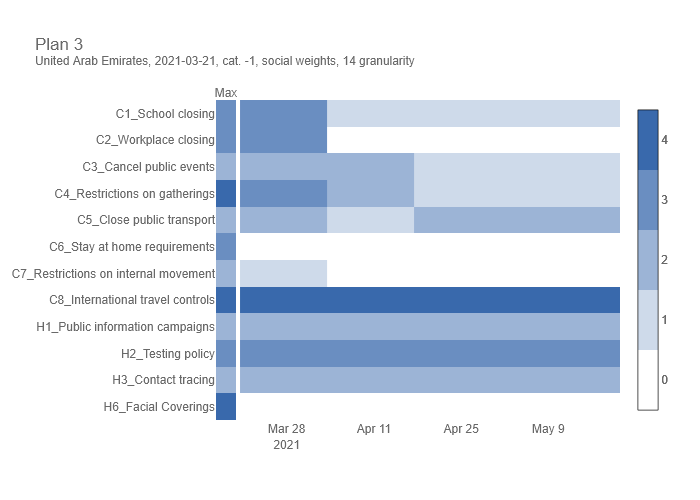 Plan 3
United Arab Emirates, 2021-03-21, cat. -1, social weights, 14 granularity
Max
C1_School closing
C2_Workplace closing
C3_Cancel public events
C4_Restrictions on gatherings
C5_Close public transport
C6_Stay at home requirements
C7_Restrictions on internal movement
C8_International travel controls
H1_Public information campaigns
H2_Testing policy
H3_Contact tracing
H6_Facial Coverings
Mar 28 Apr 11 Apr 25 May 9
2021
4
3
2
1
0